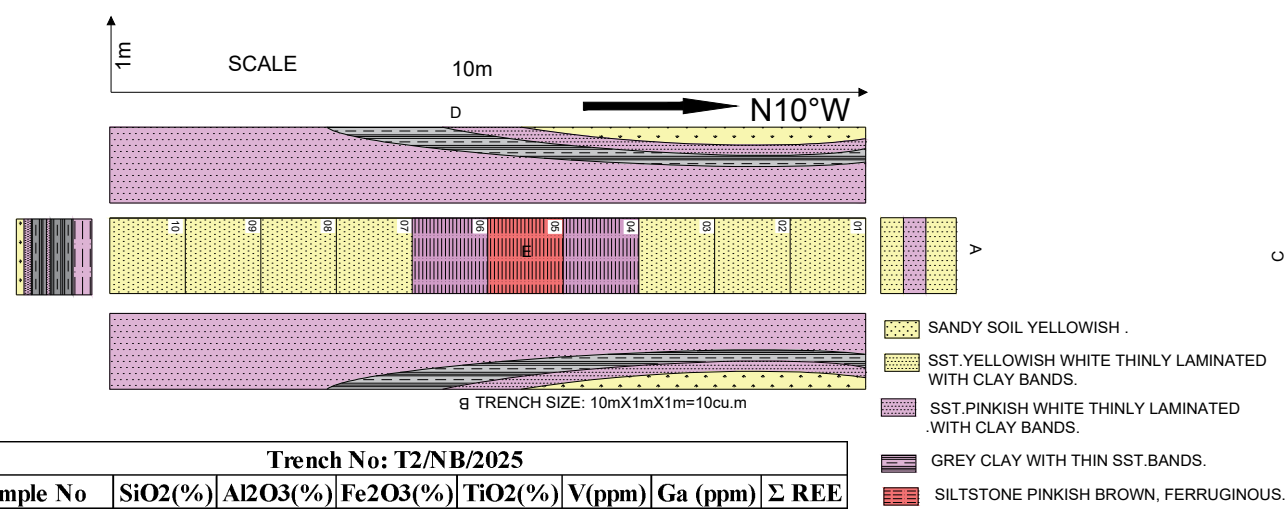 1m
SCALE
10m
N10°W
D
10
09
08
07
06
05
04
03
02
01
E
A
C
SANDY SOIL YELLOWISH .
SST.YELLOWISH WHITE THINLY LAMINATED
WITH CLAY BANDS.
SST.PINKISH WHITE THINLY LAMINATED
.WITH CLAY BANDS.
GREY CLAY WITH THIN SST.BANDS.
SILTSTONE PINKISH BROWN, FERRUGINOUS.
B TRENCH SIZE: 10mX1mX1m=10cu.m
Trench No: T2/NB/2025
mple No SiO2(%) Al2O3(%) Fe2O3(%) TiO2(%) V(ppm) Ga (ppm) Σ REE